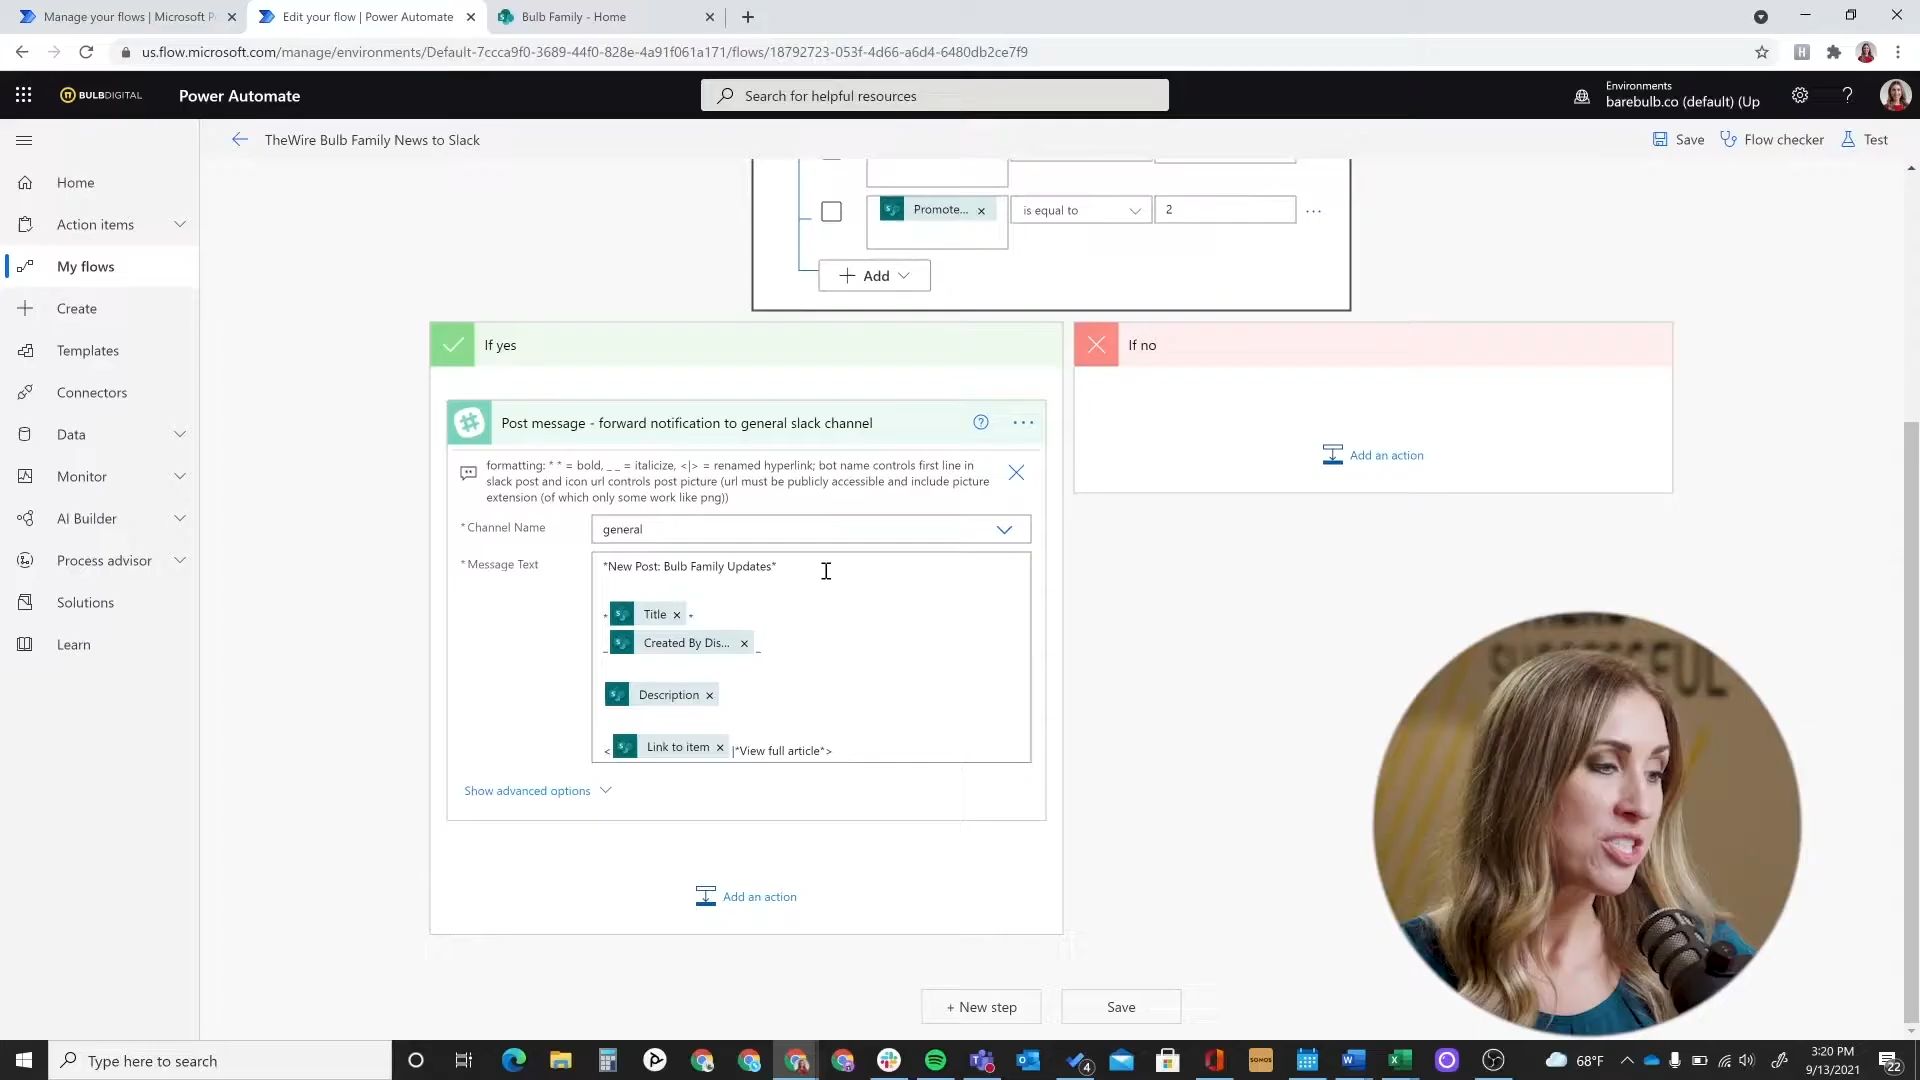 Manage your flows | Microsoft P
Edit your flow | Power Automate
Bulb Family - Home
us.flow.microsoft.com/manage/environments/Default-7ccca9f0-3689-44f0-828e-4a91f061a171/flows/18792723-053f-4d66-a6d4-6480db2ce7f9
BULBDIGITAL
Power Automate
Search for helpful resources
Environments
barebulb.co (default) (Up
TheWire Bulb Family News to Slack
Save
Flow checker
Test
Home
Action items
My flows
Create
Templates
Connectors
Data
Monitor
AI Builder
Process advisor
Solutions
Learn
Promote...
is equal to
2
Add
If yes
If no
Post message - forward notification to general slack channel
formatting: * * = bold, _ _ = italicize, <|> = renamed hyperlink; bot name controls first line in
slack post and icon url controls post picture (url must be publicly accessible and include picture
extension (of which only some work like png))
* Channel Name
general
* Message Text
*New Post: Bulb Family Updates*
* Title *
_ Created By Dis... _
Description
< Link to item |*View full article*>
Show advanced options
Add an action
Add an action
+ New step
Save
SUCCESSFUL
Type here to search
SONOS
4
68°F
3:20 PM
9/13/2021
22